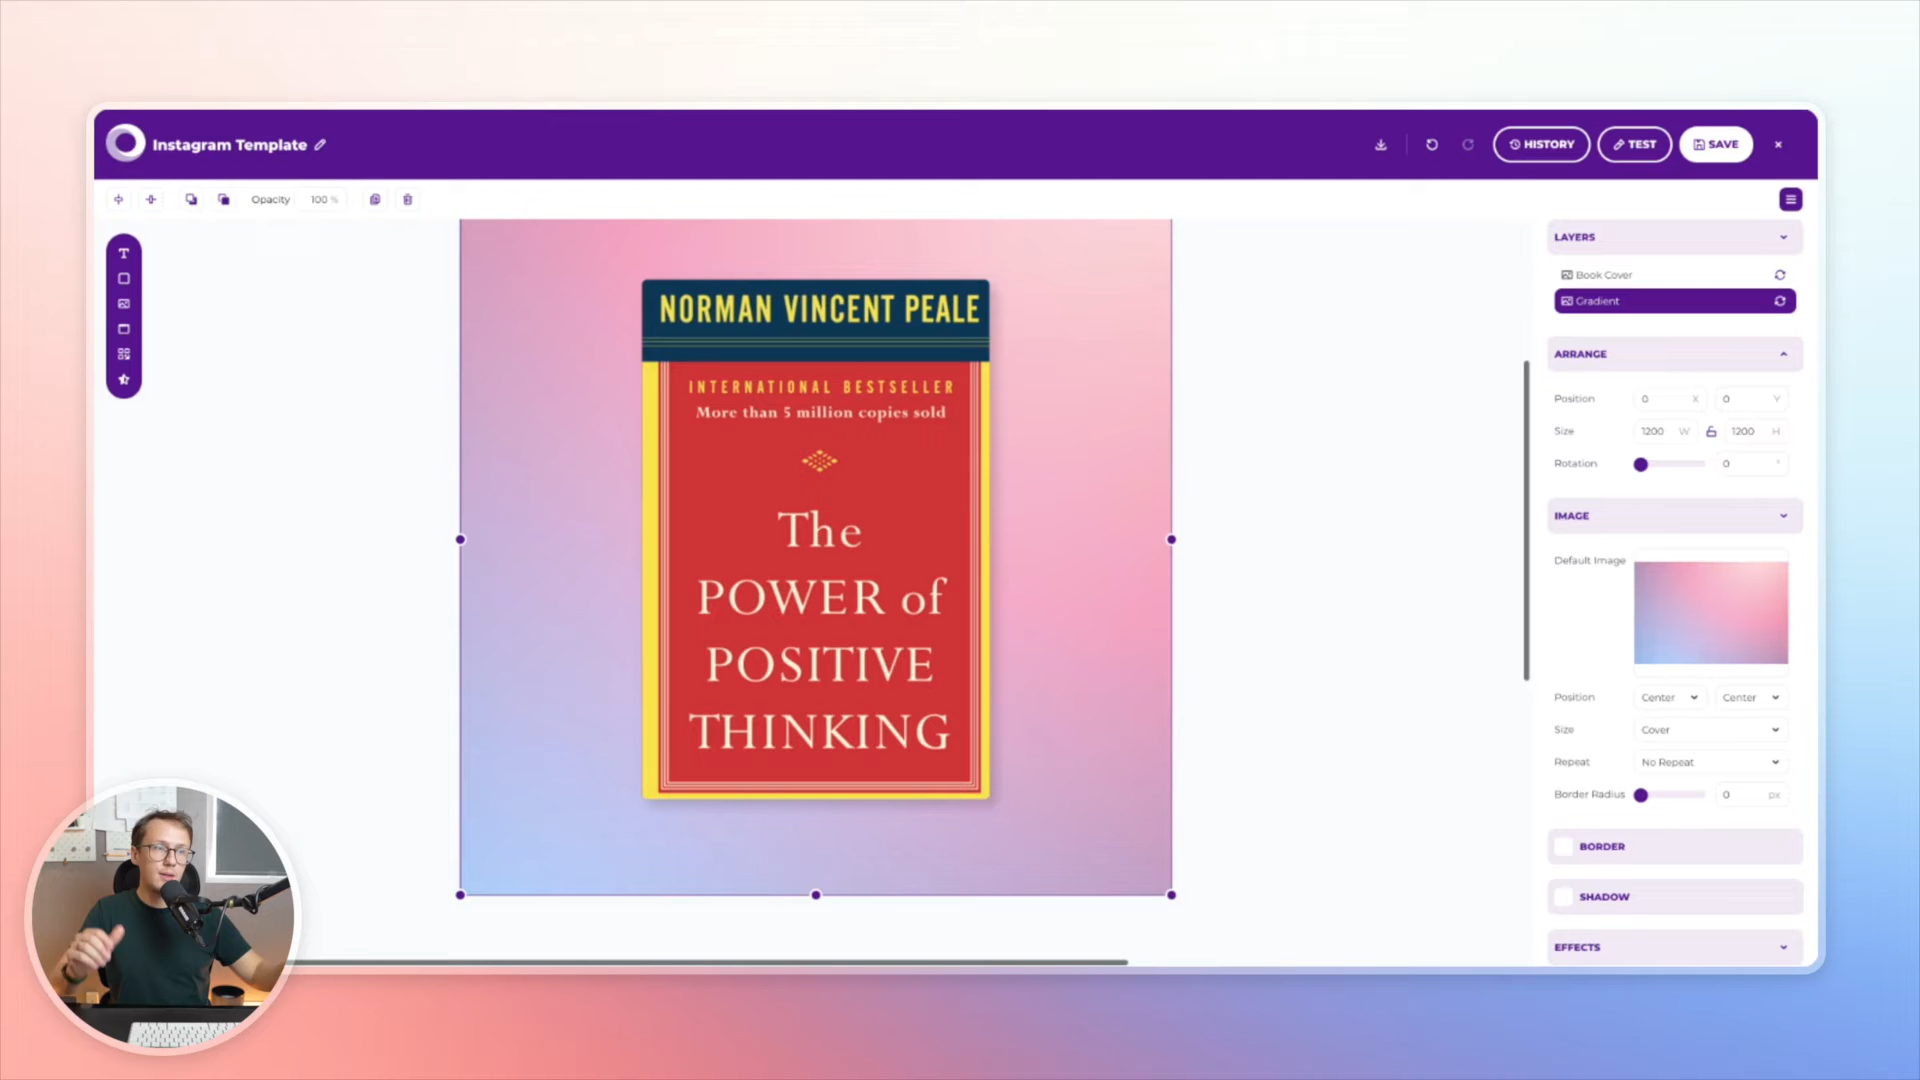 Instagram Template
HISTORY
TEST
SAVE
Opacity 100 %
T
LAYERS
Book Cover
Gradient
ARRANGE
Position 0 X 0 Y
Size 1200 W 1200 H
Rotation 0 °
IMAGE
Default Image
Position Center Center
Size Cover
Repeat No Repeat
Border Radius 0 px
BORDER
SHADOW
EFFECTS
NORMAN VINCENT PEALE
INTERNATIONAL BESTSELLER
More than 5 million copies sold
The
POWER of
POSITIVE
THINKING